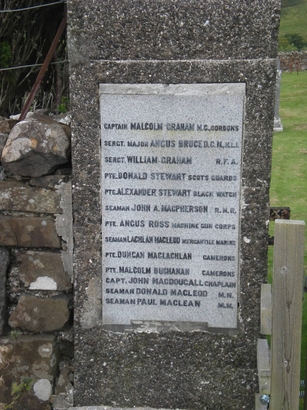 CAPTAIN MALCOLM GRAHAM M.C. GORDONS
SERGT. MAJOR ANGUS BRUCE D.C.M. H.L.I.
SERGT. WILLIAM GRAHAM R.F.A.
PTE. DONALD STEWART SCOTS GUARDS
PTE. ALEXANDER STEWART BLACK WATCH
SEAMAN JOHN A. MACPHERSON R.N.R.
PTE. ANGUS ROSS MACHINE GUN CORPS
SEAMAN LACHLAN MACLEOD MERCANTILE MARINE
PTE. DUNCAN MACLACHLAN CAMERONS
PTE. MALCOLM BUCHANAN CAMERONS
CAPT. JOHN MACDOUGALL CHAPLAIN
SEAMAN DONALD MACLEOD M.N.
SEAMAN PAUL MACLEAN M.N.